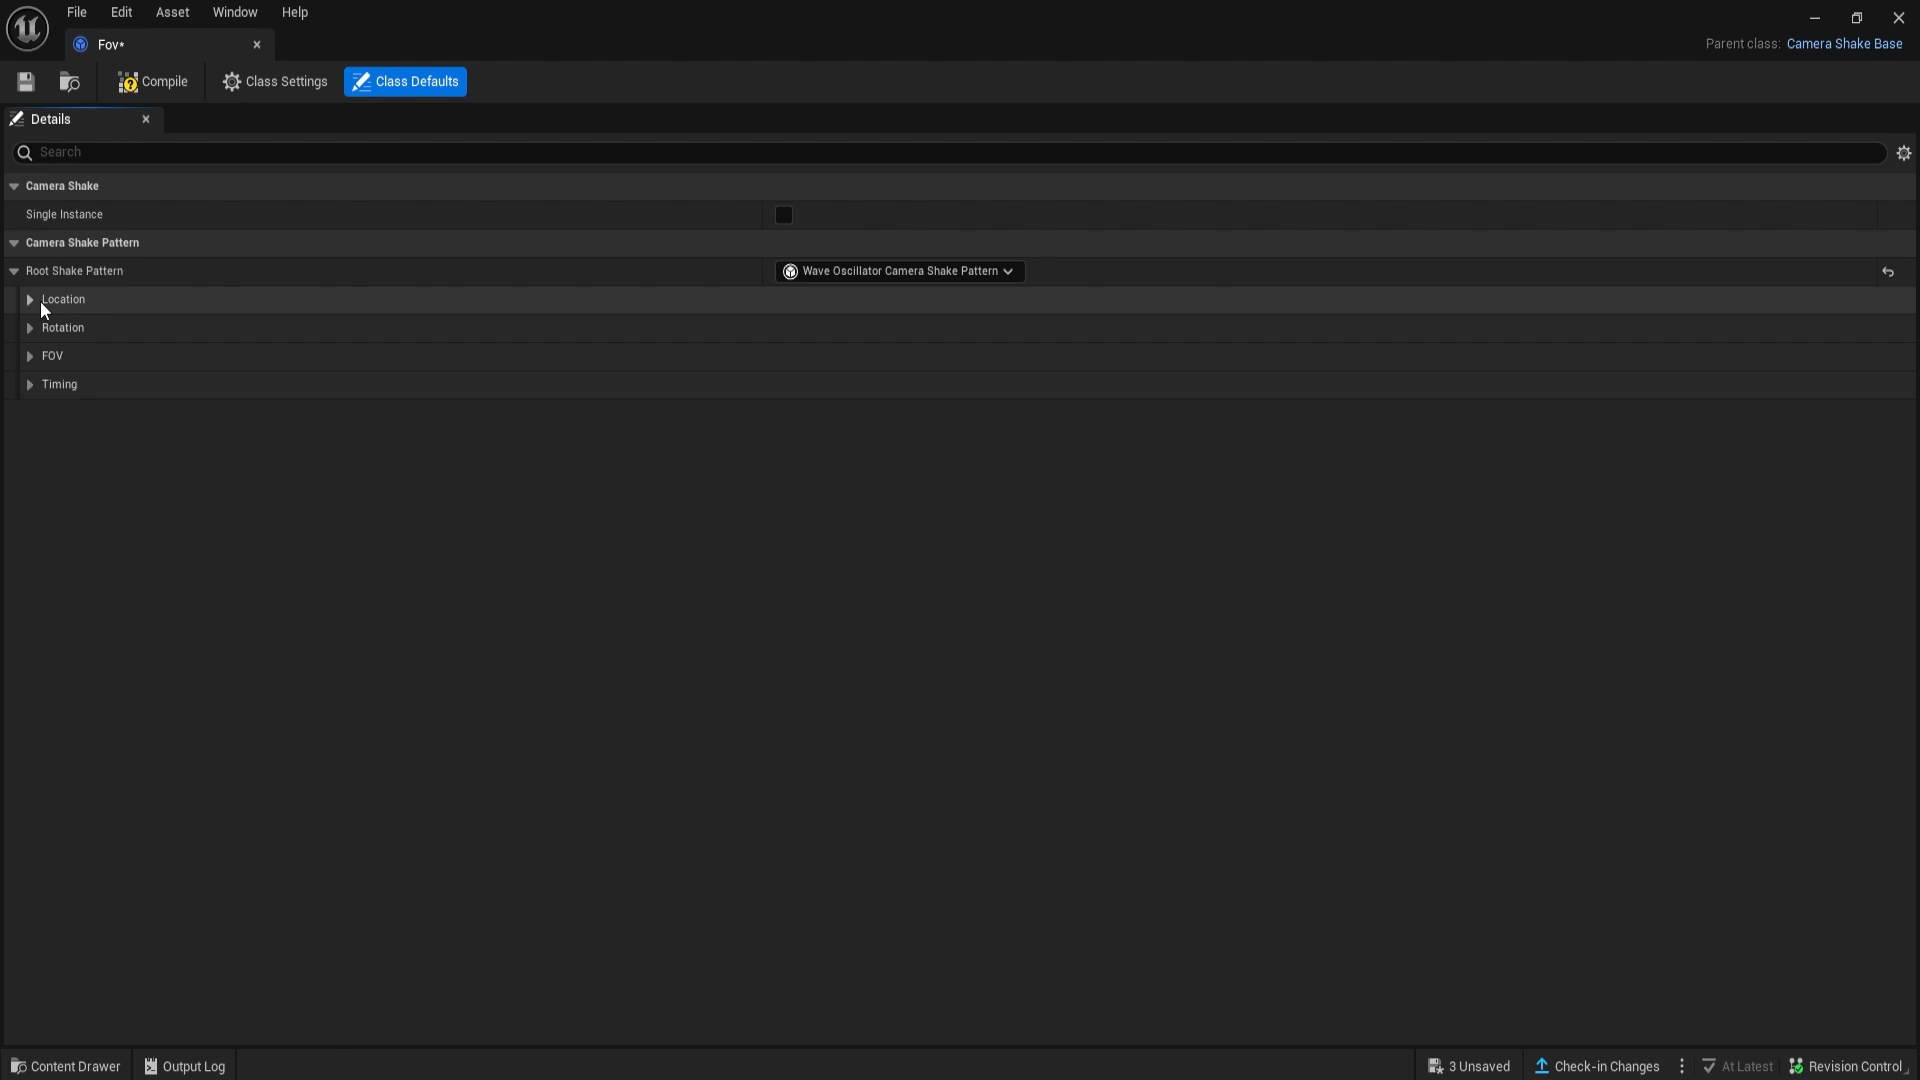 File Edit Asset Window Help
Fov*
Parent class: Camera Shake Base
Compile Class Settings Class Defaults
Details
Search
Camera Shake
Single Instance
Camera Shake Pattern
Root Shake Pattern Wave Oscillator Camera Shake Pattern
Location
Rotation
FOV
Timing
Content Drawer Output Log 3 Unsaved Check-in Changes At Latest Revision Control